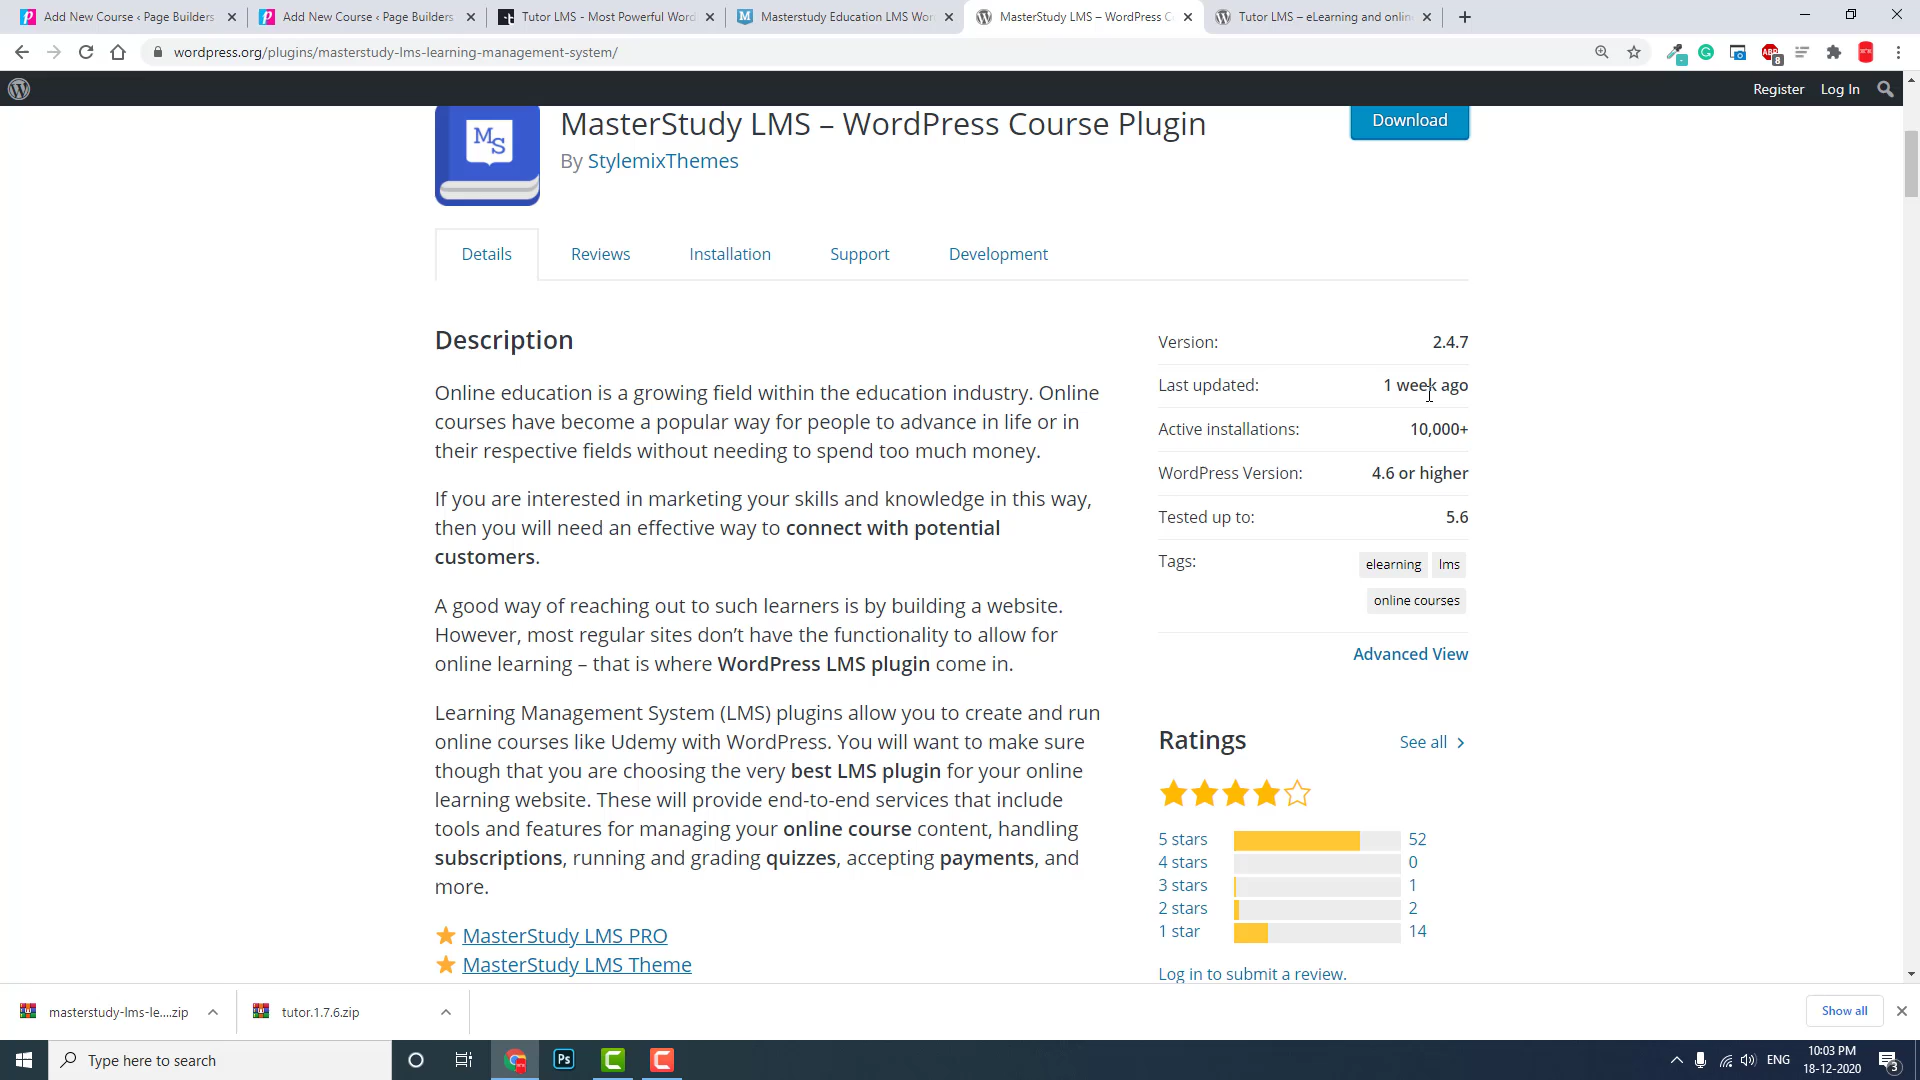 Add New Course ‹ Page Builders
Add New Course ‹ Page Builders
Tutor LMS - Most Powerful Word
Masterstudy Education LMS Wor
MasterStudy LMS – WordPress C
Tutor LMS – eLearning and onlin
wordpress.org/plugins/masterstudy-lms-learning-management-system/
ABP
8
Register
Log In
MS
MasterStudy LMS – WordPress Course Plugin
Download
By StylemixThemes
Details
Reviews
Installation
Support
Development
Description
Online education is a growing field within the education industry. Online
courses have become a popular way for people to advance in life or in
their respective fields without needing to spend too much money.
If you are interested in marketing your skills and knowledge in this way,
then you will need an effective way to connect with potential
customers.
A good way of reaching out to such learners is by building a website.
However, most regular sites don’t have the functionality to allow for
online learning – that is where WordPress LMS plugin come in.
Learning Management System (LMS) plugins allow you to create and run
online courses like Udemy with WordPress. You will want to make sure
though that you are choosing the very best LMS plugin for your online
learning website. These will provide end-to-end services that include
tools and features for managing your online course content, handling
subscriptions, running and grading quizzes, accepting payments, and
more.
MasterStudy LMS PRO
MasterStudy LMS Theme
Version: 2.4.7
Last updated: 1 week ago
Active installations: 10,000+
WordPress Version: 4.6 or higher
Tested up to: 5.6
Tags: elearning lms
online courses
Advanced View
Ratings
See all
5 stars 52
4 stars 0
3 stars 1
2 stars 2
1 star 14
Log in to submit a review.
masterstudy-lms-le....zip
tutor.1.7.6.zip
Show all
Type here to search
Ps
ENG
10:03 PM
18-12-2020
3